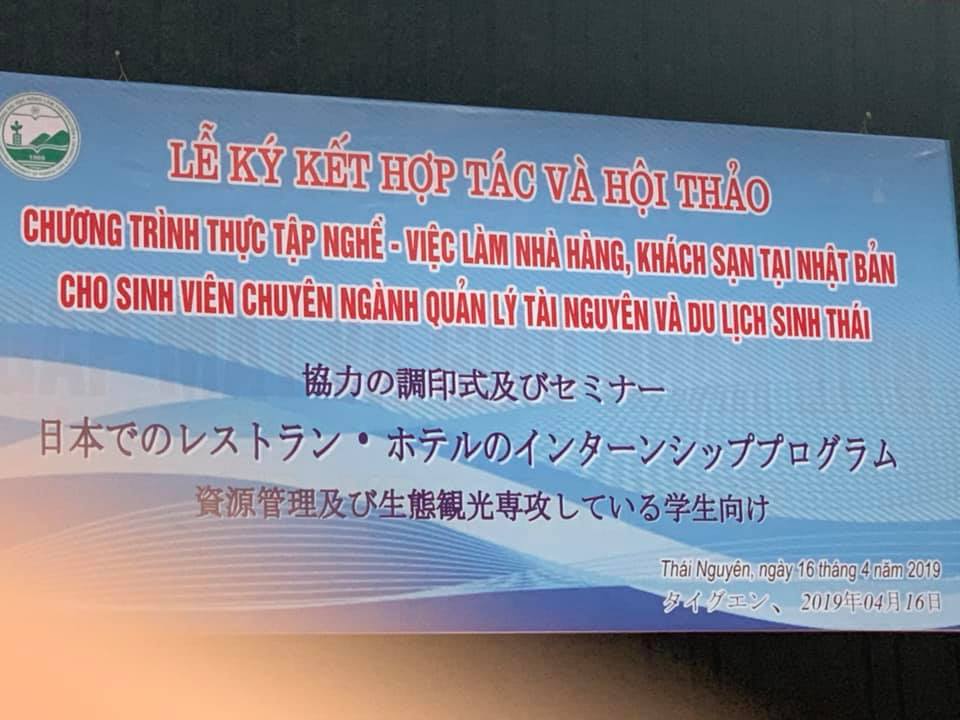 LỄ KÝ KẾT HỢP TÁC VÀ HỘI THẢO
CHƯƠNG TRÌNH THỰC TẬP NGHỀ - VIỆC LÀM NHÀ HÀNG, KHÁCH SẠN TẠI NHẬT BẢN
CHO SINH VIÊN CHUYÊN NGÀNH QUẢN LÝ TÀI NGUYÊN VÀ DU LỊCH SINH THÁI
協力の調印式及びセミナー
日本でのレストラン・ホテルのインターンシッププログラム
資源管理及び生態観光専攻している学生向け
Thái Nguyên, ngày 16 tháng 4 năm 2019
タイグエン、2019年04月16日